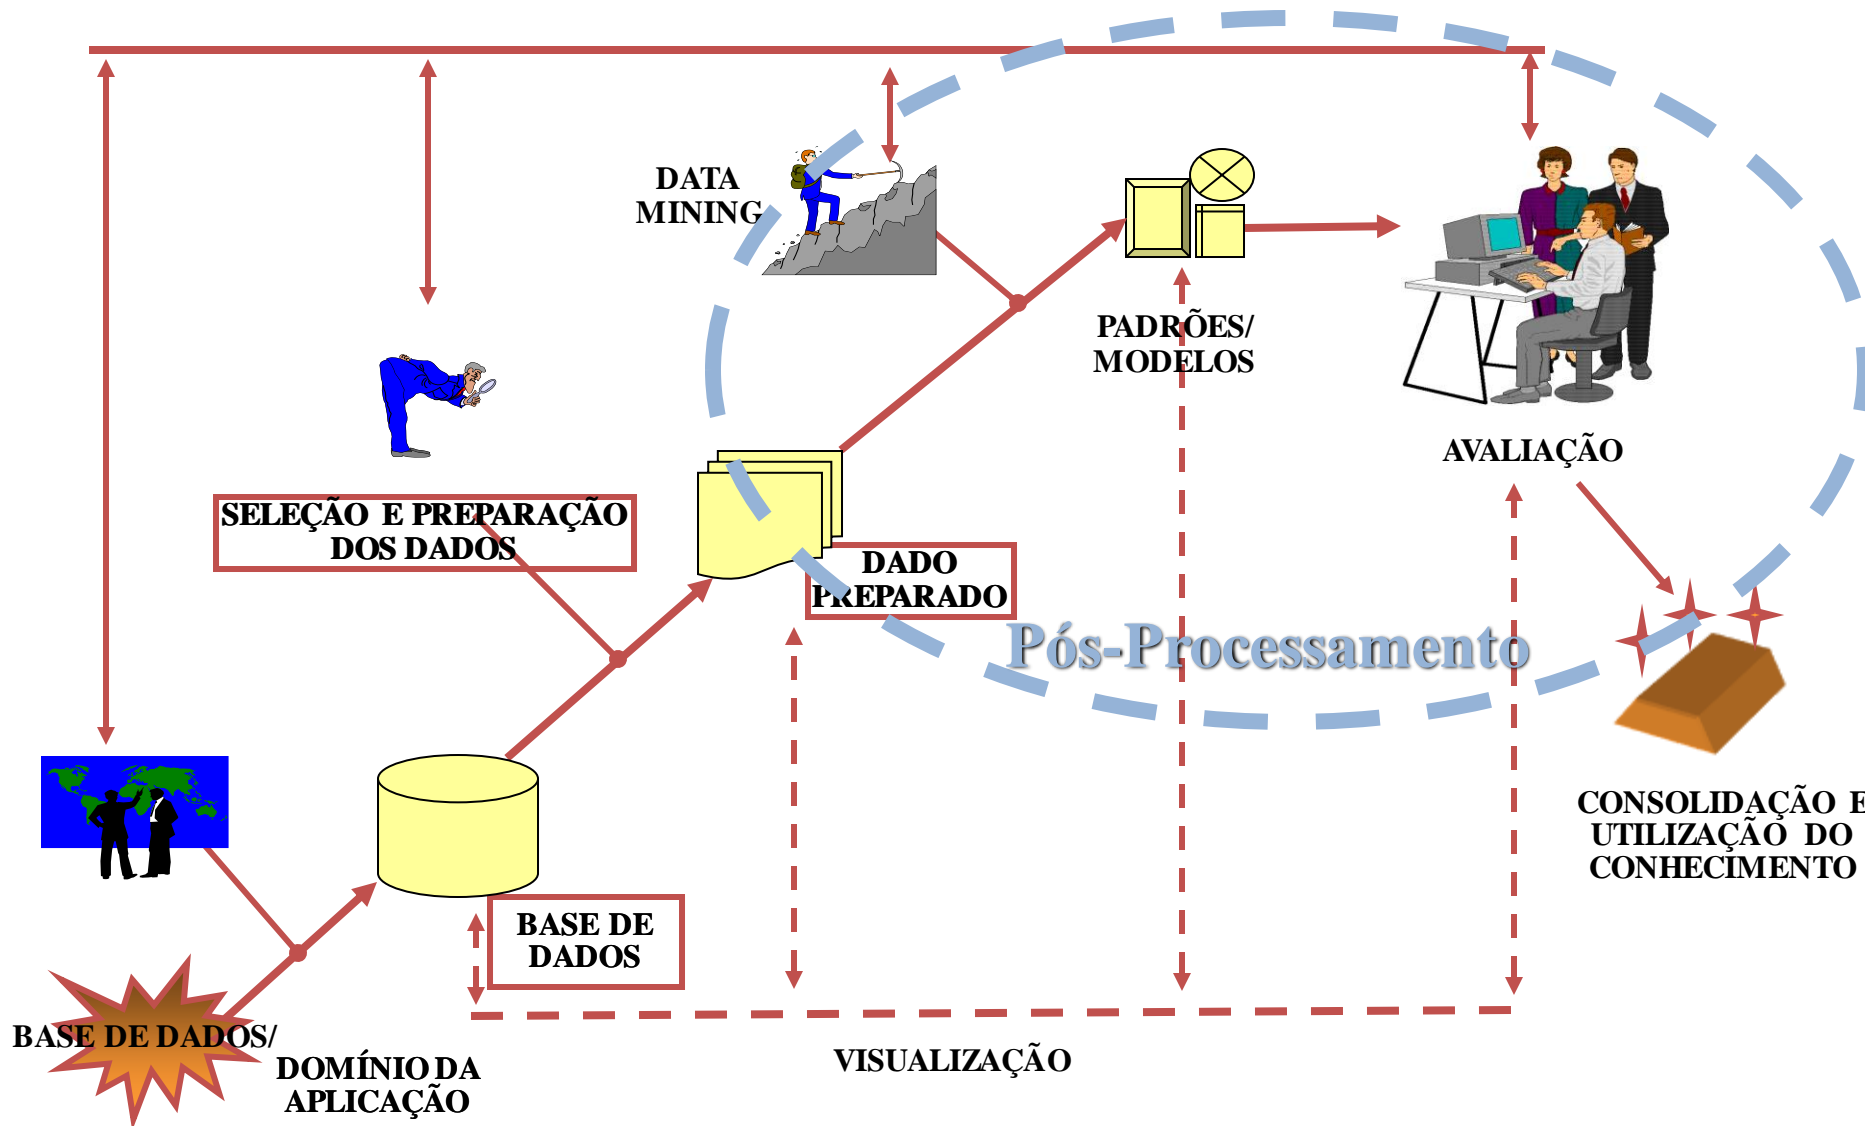 DATA
MINING
PADRÕES/
MODELOS
AVALIAÇÃO
SELEÇÃO E PREPARAÇÃO
DOS DADOS
DADO
PREPARADO
Pós-Processamento
CONSOLIDAÇÃO E
UTILIZAÇÃO DO
CONHECIMENTO
BASE DE
DADOS
BASE DE DADOS/
DOMÍNIO DA
APLICAÇÃO
VISUALIZAÇÃO